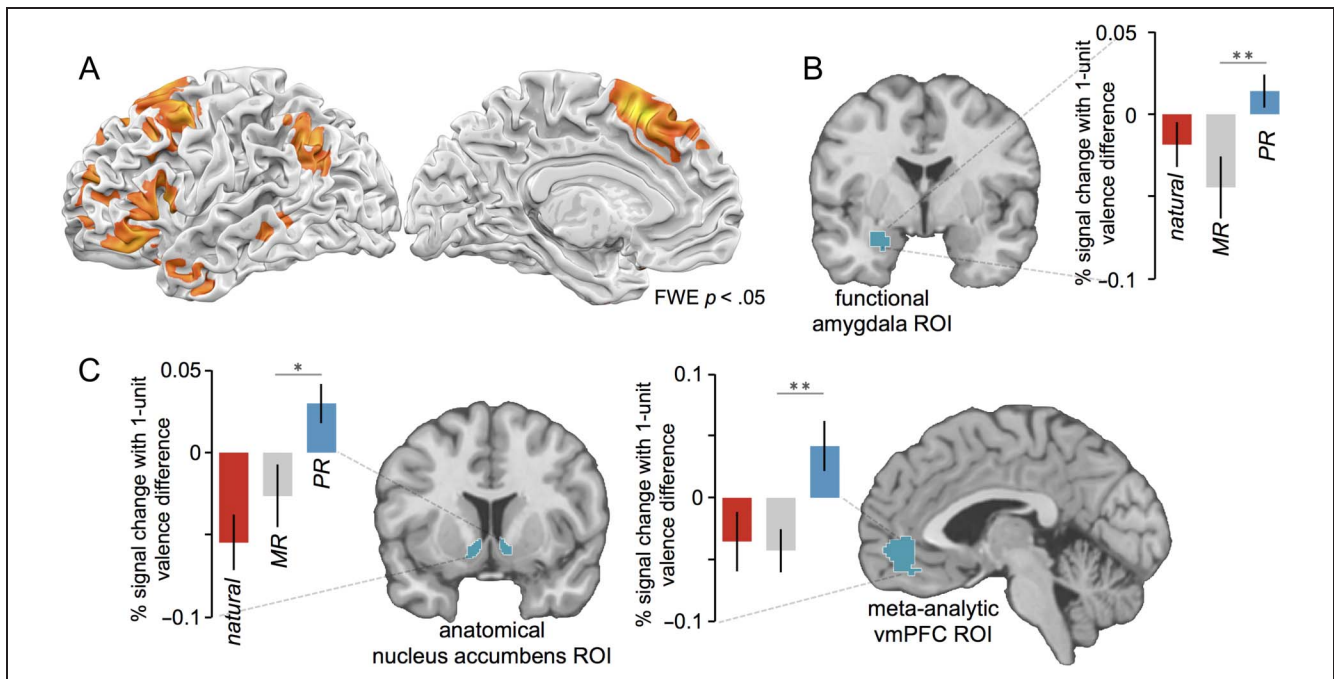 A
FWE p < .05
B
0.05
0
−0.1
% signal change with 1-unit
valence difference
natural
MR
PR
**
functional
amygdala ROI
C
0.05
0
−0.1
% signal change with 1-unit
valence difference
natural
MR
PR
*
anatomical
nucleus accumbens ROI
0.1
0
−0.1
% signal change with 1-unit
valence difference
**
meta-analytic
vmPFC ROI